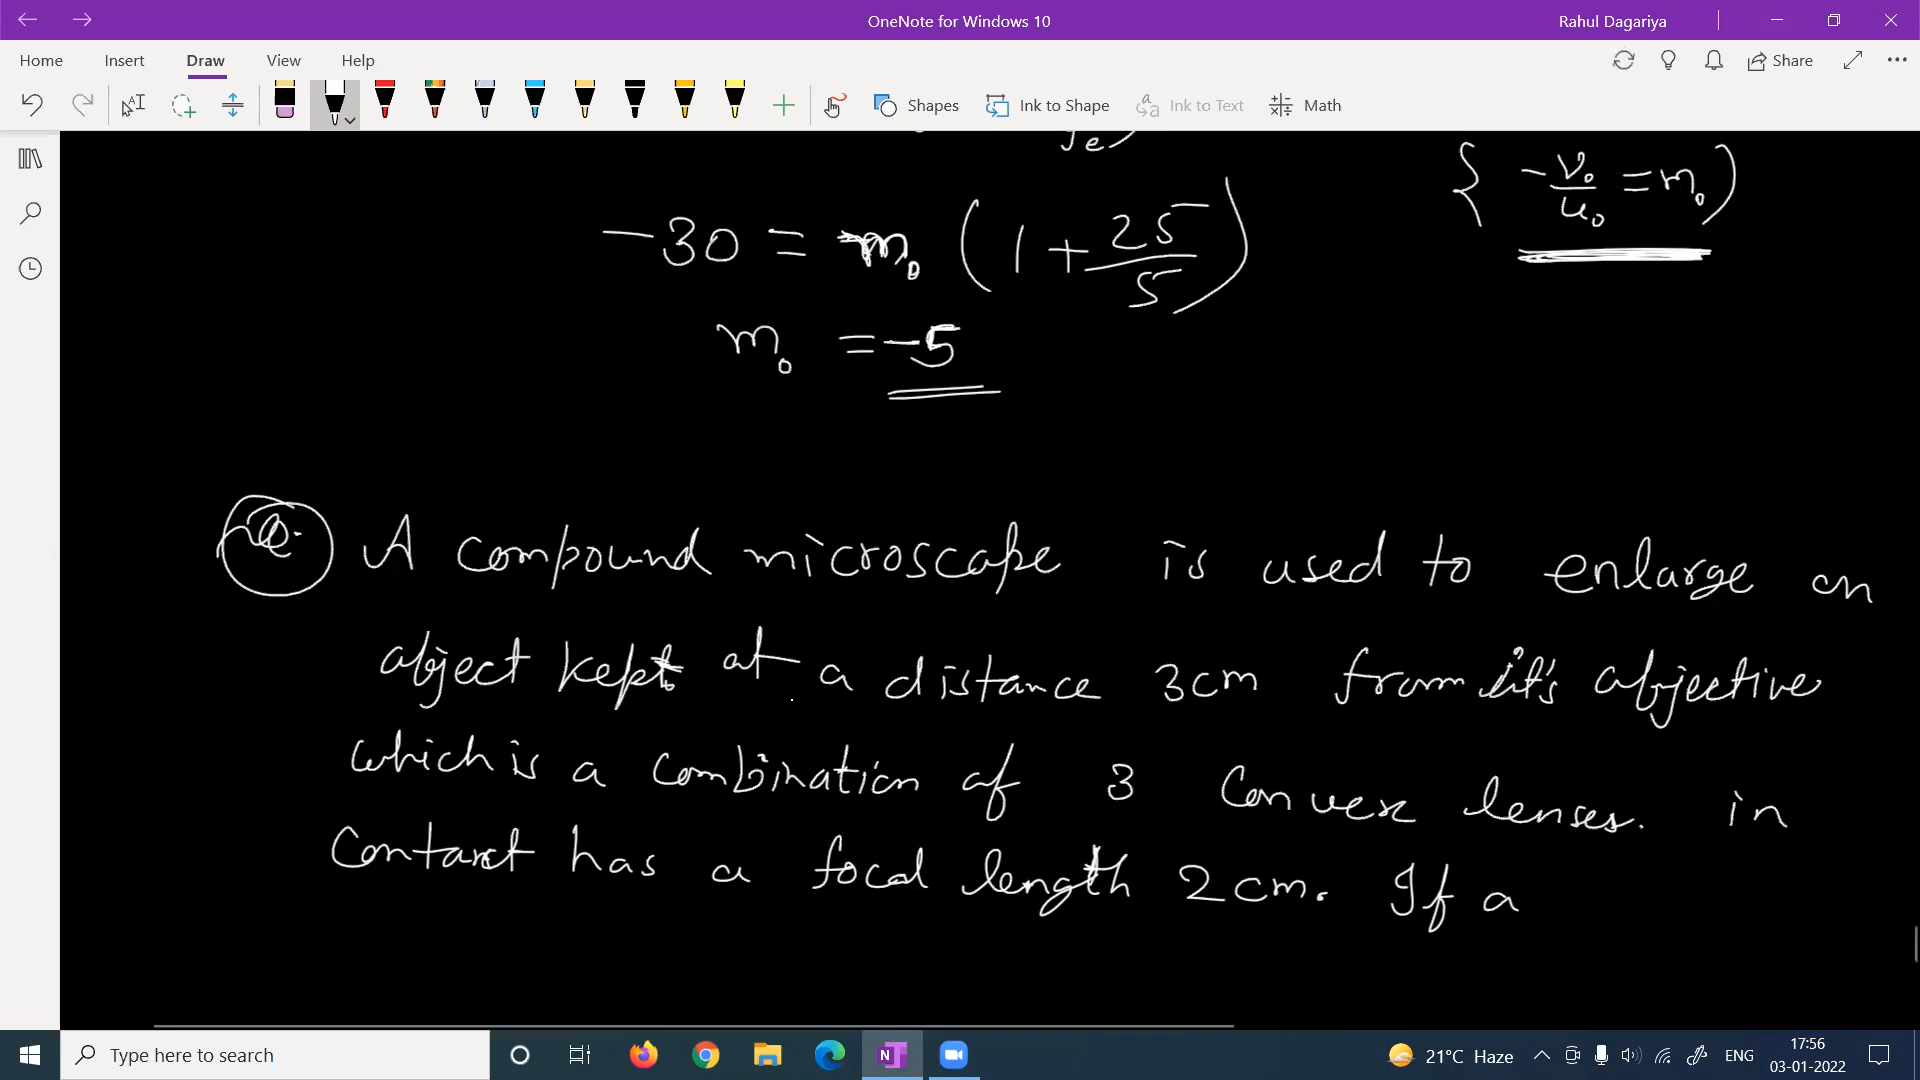 OneNote for Windows 10
Rahul Dagariya
Home Insert Draw View Help
Share
Shapes Ink to Shape Ink to Text Math
{ -v₀/u₀ = m₀ )
-30 = m₀ (1 + 25/5)
m₀ = -5
Q. A compound microscope is used to enlarge an
object kept at a distance 3cm from it's objective
which is a combination of 3 Convex lenses. in
Contact has a focal length 2cm. If a
Type here to search
21°C Haze
ENG
17:56
03-01-2022